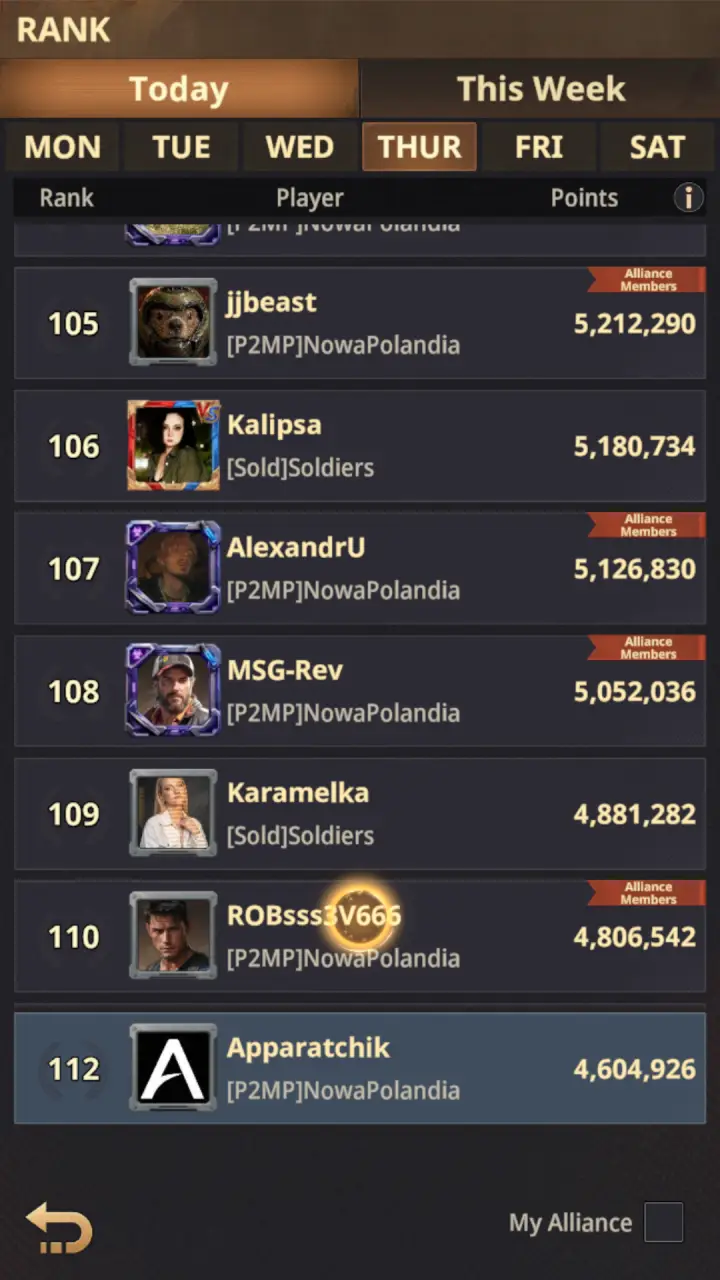 RANK
Today
This Week
MON TUE WED THUR FRI SAT
Rank Player Points i
[P2MP]NowaPolandia
Alliance
Members
105 jjbeast 5,212,290
[P2MP]NowaPolandia
VS
106 Kalipsa 5,180,734
[Sold]Soldiers
Alliance
Members
107 AlexandrU 5,126,830
[P2MP]NowaPolandia
Alliance
Members
108 MSG-Rev 5,052,036
[P2MP]NowaPolandia
109 Karamelka 4,881,282
[Sold]Soldiers
Alliance
Members
110 ROBsss3V666 4,806,542
[P2MP]NowaPolandia
112 Apparatchik 4,604,926
[P2MP]NowaPolandia
My Alliance